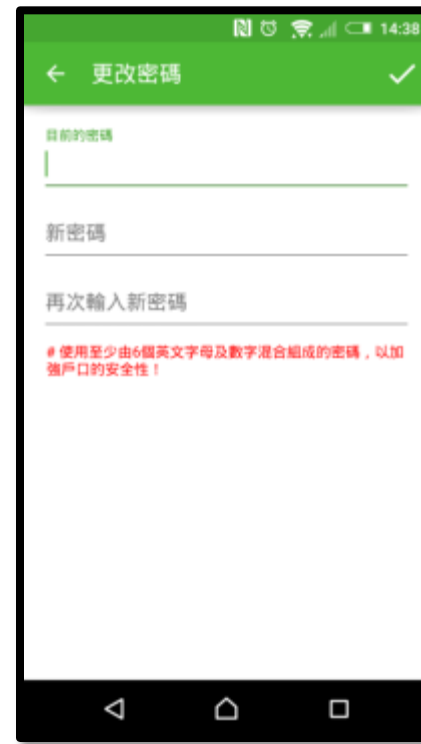 14:38
更改密碼
目前的密碼
新密碼
再次輸入新密碼
# 使用至少由6個英文字母及數字混合組成的密碼，以加
強戶口的安全性！